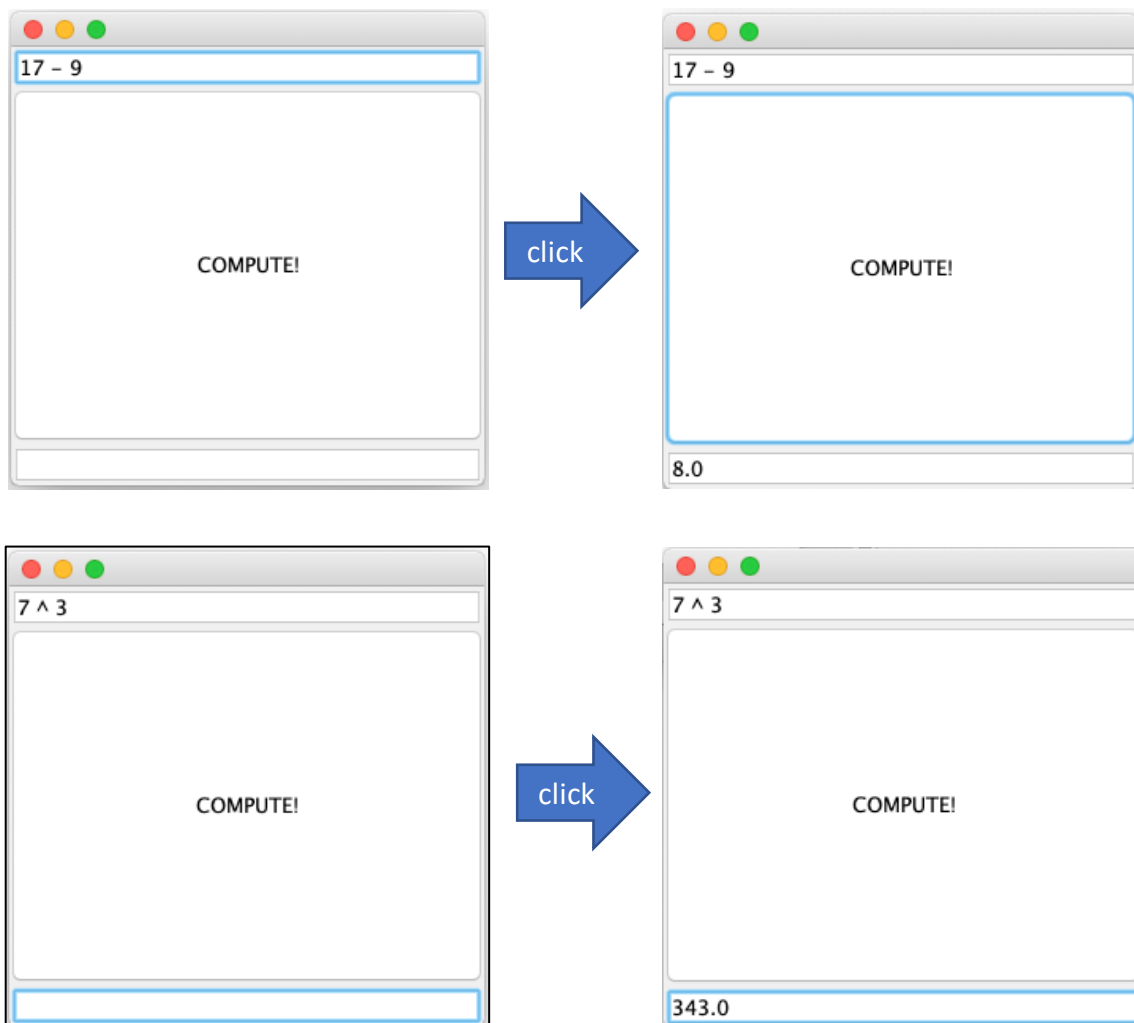 17 – 9
COMPUTE!
click
17 – 9
COMPUTE!
8.0
7 ^ 3
COMPUTE!
click
7 ^ 3
COMPUTE!
343.0